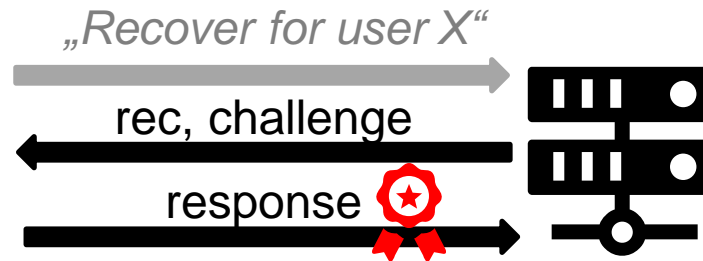 „Recover for user X“
rec, challenge
response